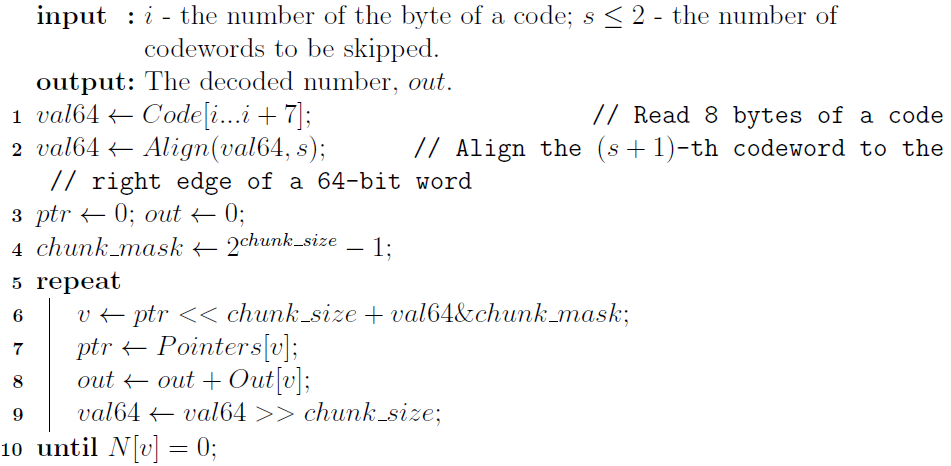 input : i - the number of the byte of a code; s ≤ 2 - the number of
codewords to be skipped.
output: The decoded number, out.
1 val64 ← Code[i...i + 7]; // Read 8 bytes of a code
2 val64 ← Align(val64, s); // Align the (s + 1)-th codeword to the
// right edge of a 64-bit word
3 ptr ← 0; out ← 0;
4 chunk_mask ← 2^chunk_size − 1;
5 repeat
6 v ← ptr << chunk_size + val64&chunk_mask;
7 ptr ← Pointers[v];
8 out ← out + Out[v];
9 val64 ← val64 >> chunk_size;
10 until N[v] = 0;